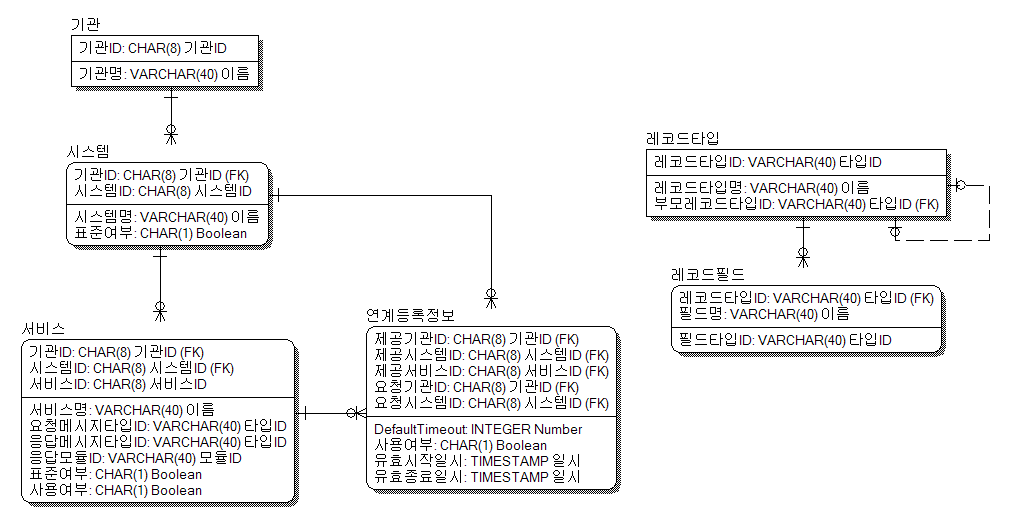 기관
기관ID: CHAR(8) 기관ID
기관명: VARCHAR(40) 이름
시스템
기관ID: CHAR(8) 기관ID (FK)
시스템ID: CHAR(8) 시스템ID
시스템명: VARCHAR(40) 이름
표준여부: CHAR(1) Boolean
서비스
기관ID: CHAR(8) 기관ID (FK)
시스템ID: CHAR(8) 시스템ID (FK)
서비스ID: CHAR(8) 서비스ID
서비스명: VARCHAR(40) 이름
요청메시지타입ID: VARCHAR(40) 타입ID
응답메시지타입ID: VARCHAR(40) 타입ID
응답모듈ID: VARCHAR(40) 모듈ID
표준여부: CHAR(1) Boolean
사용여부: CHAR(1) Boolean
연계등록정보
제공기관ID: CHAR(8) 기관ID (FK)
제공시스템ID: CHAR(8) 시스템ID (FK)
제공서비스ID: CHAR(8) 서비스ID (FK)
요청기관ID: CHAR(8) 기관ID (FK)
요청시스템ID: CHAR(8) 시스템ID (FK)
DefaultTimeout: INTEGER Number
사용여부: CHAR(1) Boolean
유효시작일시: TIMESTAMP 일시
유효종료일시: TIMESTAMP 일시
레코드타입
레코드타입ID: VARCHAR(40) 타입ID
레코드타입명: VARCHAR(40) 이름
부모레코드타입ID: VARCHAR(40) 타입ID (FK)
레코드필드
레코드타입ID: VARCHAR(40) 타입ID (FK)
필드명: VARCHAR(40) 이름
필드타입ID: VARCHAR(40) 타입ID